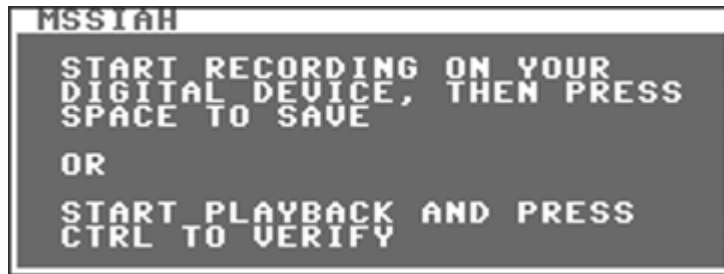 MSSIAH
START RECORDING ON YOUR
DIGITAL DEVICE, THEN PRESS
SPACE TO SAVE
OR
START PLAYBACK AND PRESS
CTRL TO VERIFY